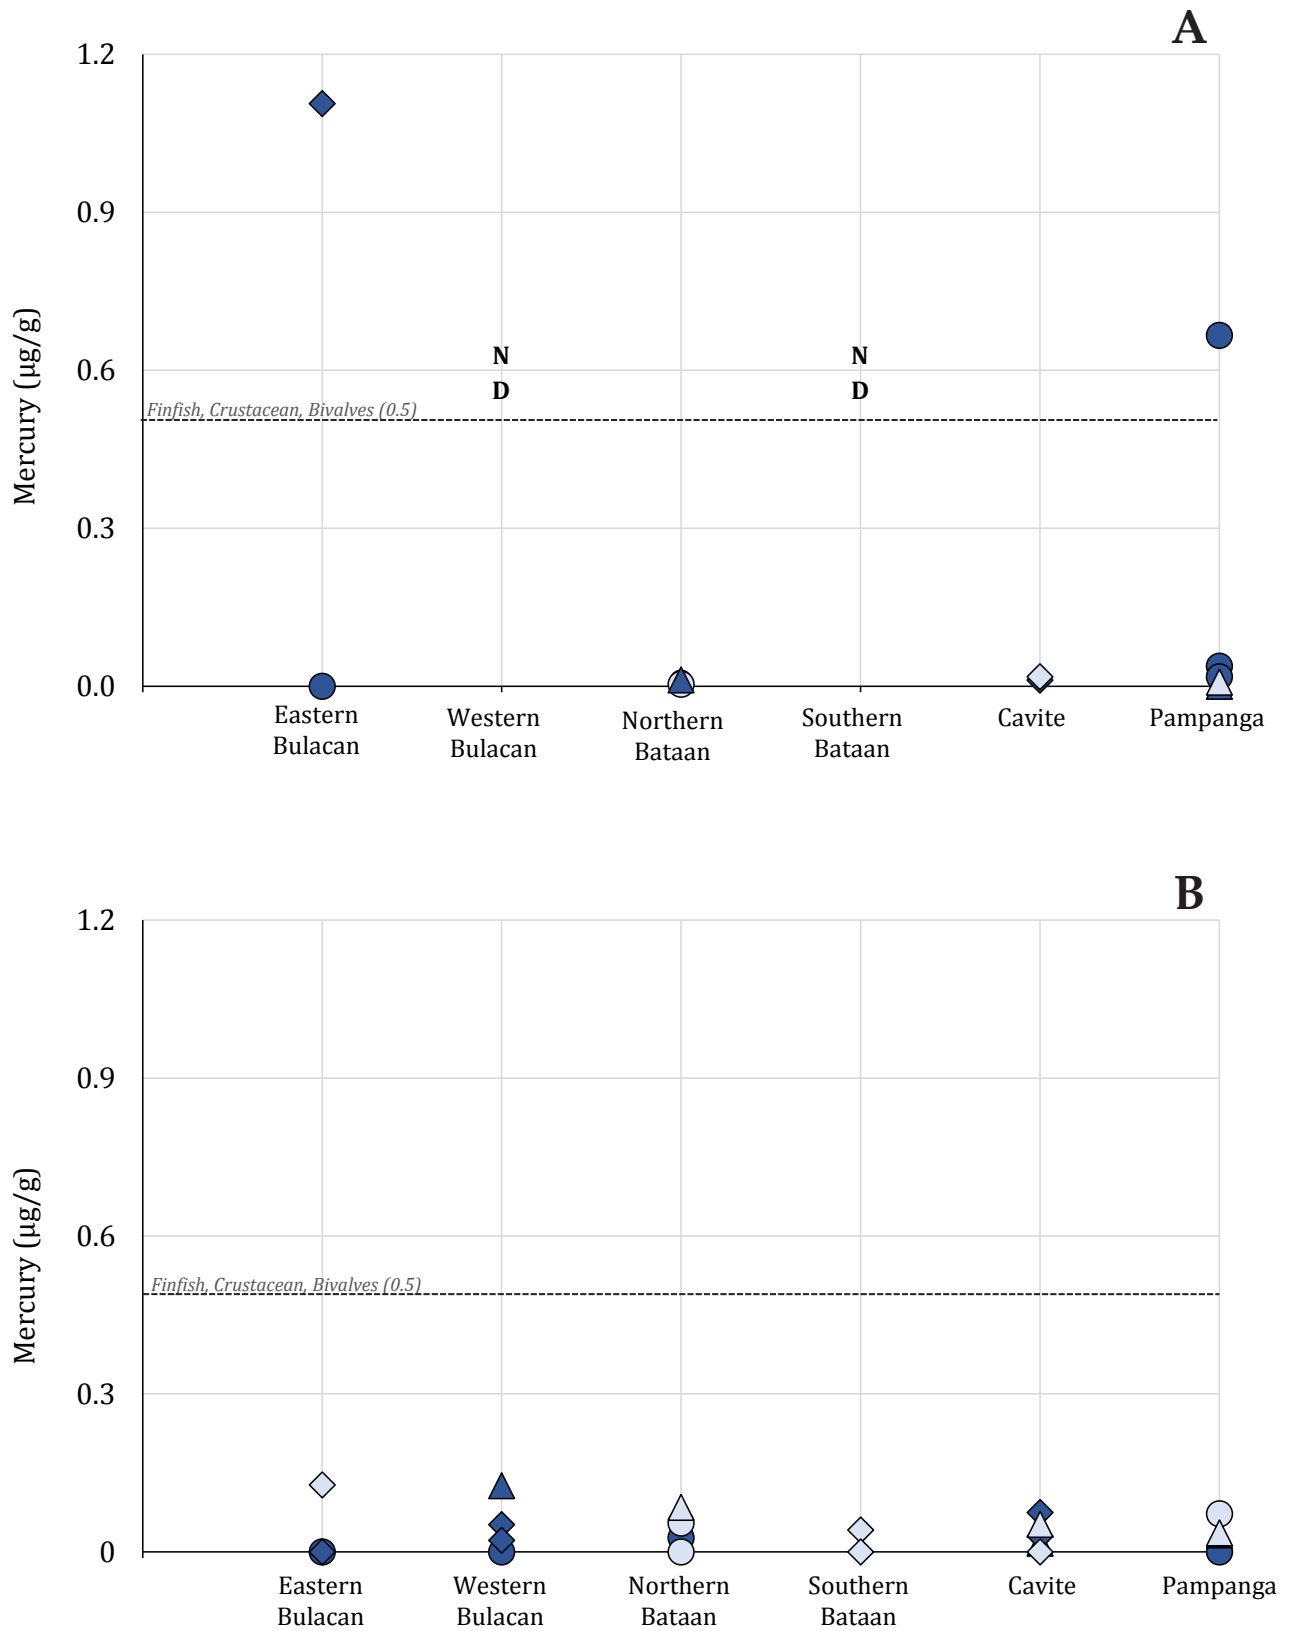 A
1.2
0.9
0.6
0.3
0.0
Mercury (µg/g)
N
D
N
D
Finfish, Crustacean, Bivalves (0.5)
Eastern
Bulacan
Western
Bulacan
Northern
Bataan
Southern
Bataan
Cavite
Pampanga
B
1.2
0.9
0.6
0.3
0
Mercury (µg/g)
Finfish, Crustacean, Bivalves (0.5)
Eastern
Bulacan
Western
Bulacan
Northern
Bataan
Southern
Bataan
Cavite
Pampanga